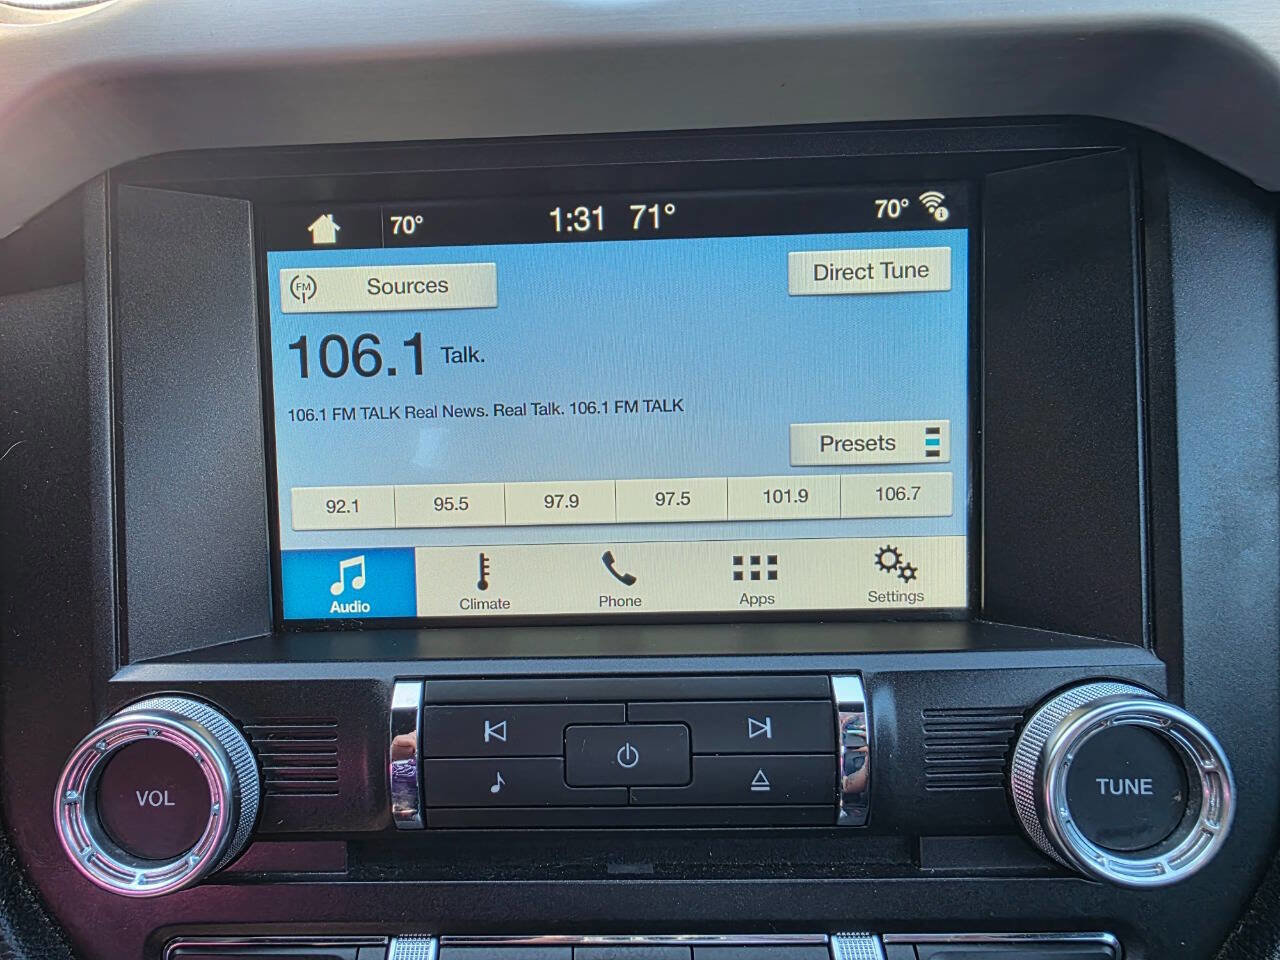 70° 1:31 71° 70°
FM Sources Direct Tune
106.1 Talk.
106.1 FM TALK Real News. Real Talk. 106.1 FM TALK
Presets
92.1 95.5 97.9 97.5 101.9 106.7
Audio Climate Phone Apps Settings
VOL TUNE